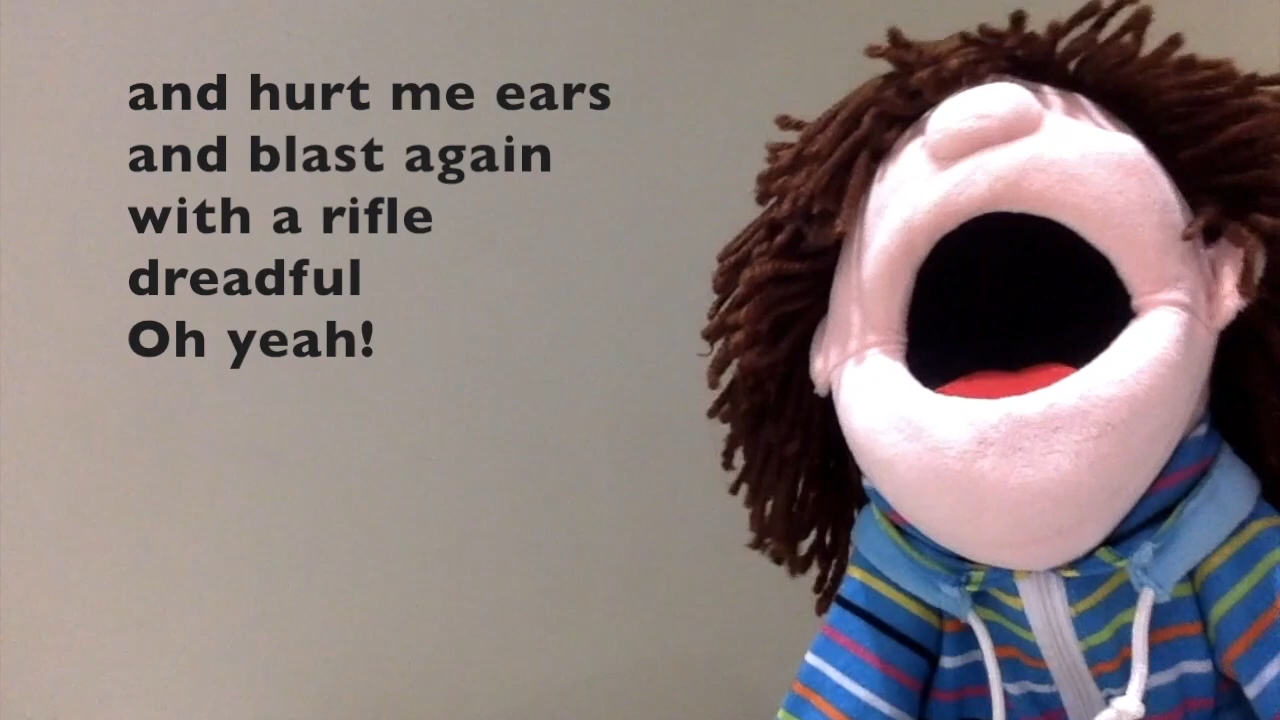 and hurt me ears
and blast again
with a rifle
dreadful
Oh yeah!